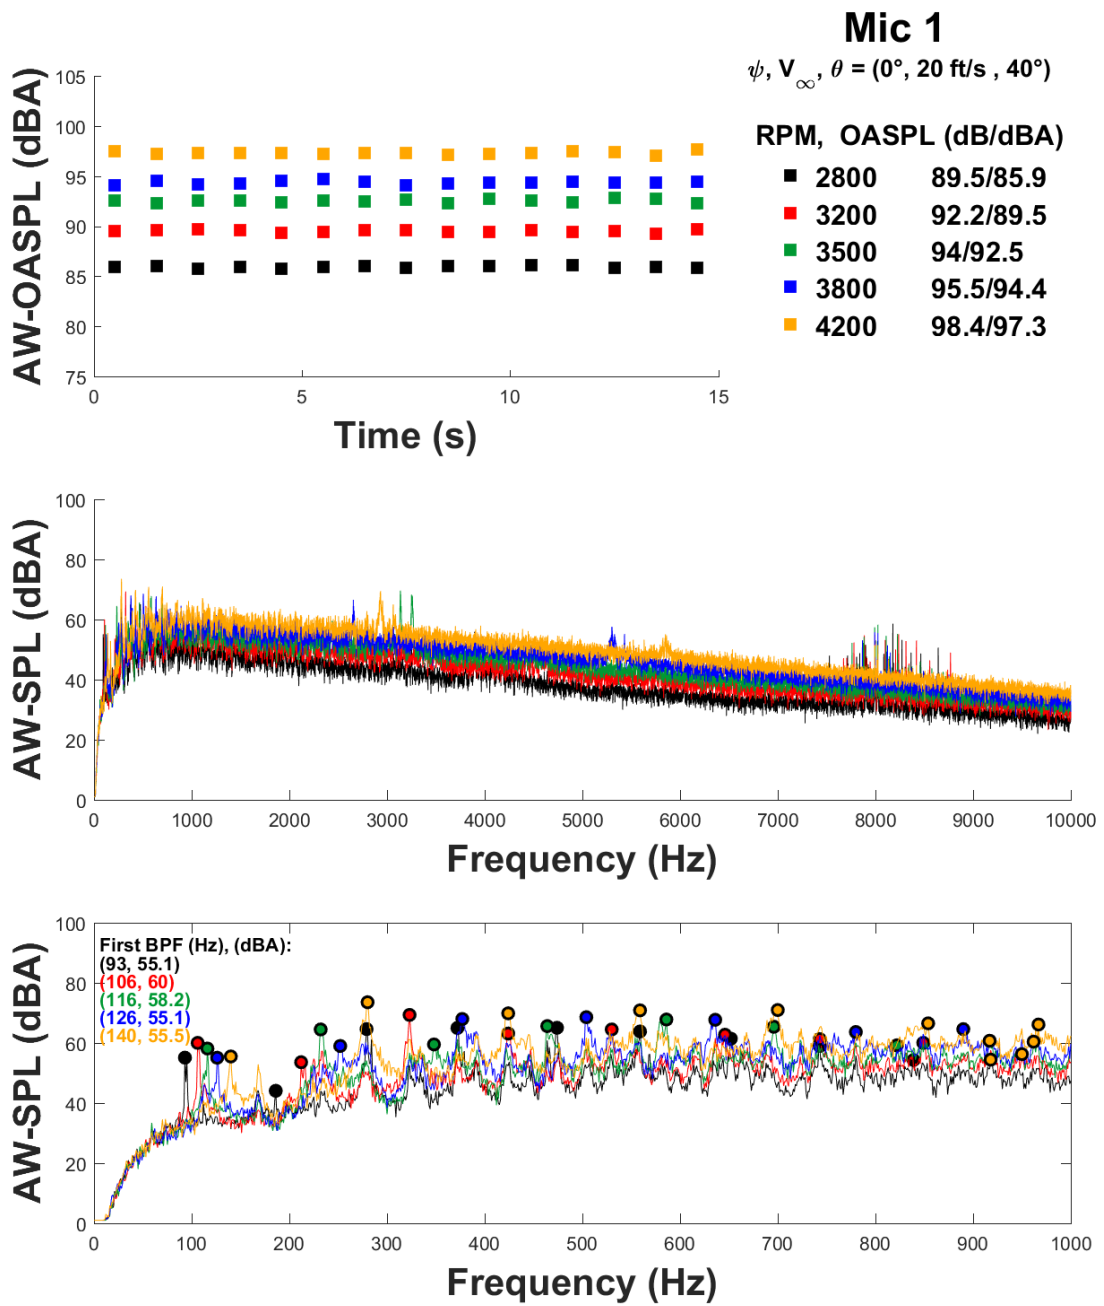 Mic 1
ψ, V∞, θ = (0°, 20 ft/s , 40°)
RPM, OASPL (dB/dBA)
2800 89.5/85.9
3200 92.2/89.5
3500 94/92.5
3800 95.5/94.4
4200 98.4/97.3
AW-OASPL (dBA)
105
100
95
90
85
80
75
0 5 10 15
Time (s)
AW-SPL (dBA)
100
80
60
40
20
0
0 1000 2000 3000 4000 5000 6000 7000 8000 9000 10000
Frequency (Hz)
AW-SPL (dBA)
100
80
60
40
20
0
First BPF (Hz), (dBA):
(93, 55.1)
(106, 60)
(116, 58.2)
(126, 55.1)
(140, 55.5)
0 100 200 300 400 500 600 700 800 900 1000
Frequency (Hz)